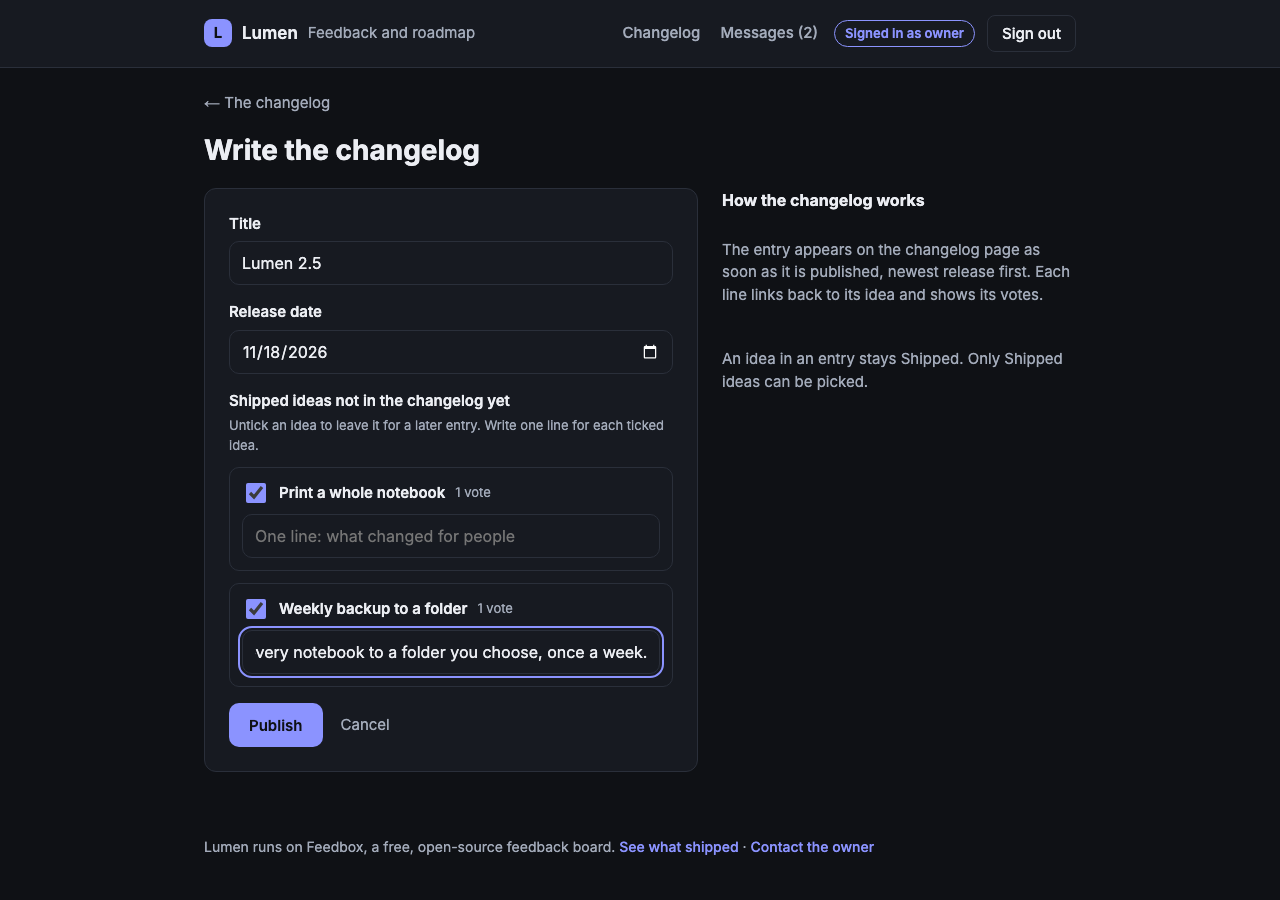 L Lumen Feedback and roadmap Changelog Messages (2) Signed in as owner Sign out
← The changelog
Write the changelog
Title
Lumen 2.5
Release date
11/18/2026
Shipped ideas not in the changelog yet
Untick an idea to leave it for a later entry. Write one line for each ticked
idea.
Print a whole notebook 1 vote
One line: what changed for people
Weekly backup to a folder 1 vote
very notebook to a folder you choose, once a week.
Publish Cancel
How the changelog works
The entry appears on the changelog page as
soon as it is published, newest release first. Each
line links back to its idea and shows its votes.
An idea in an entry stays Shipped. Only Shipped
ideas can be picked.
Lumen runs on Feedbox, a free, open-source feedback board. See what shipped · Contact the owner